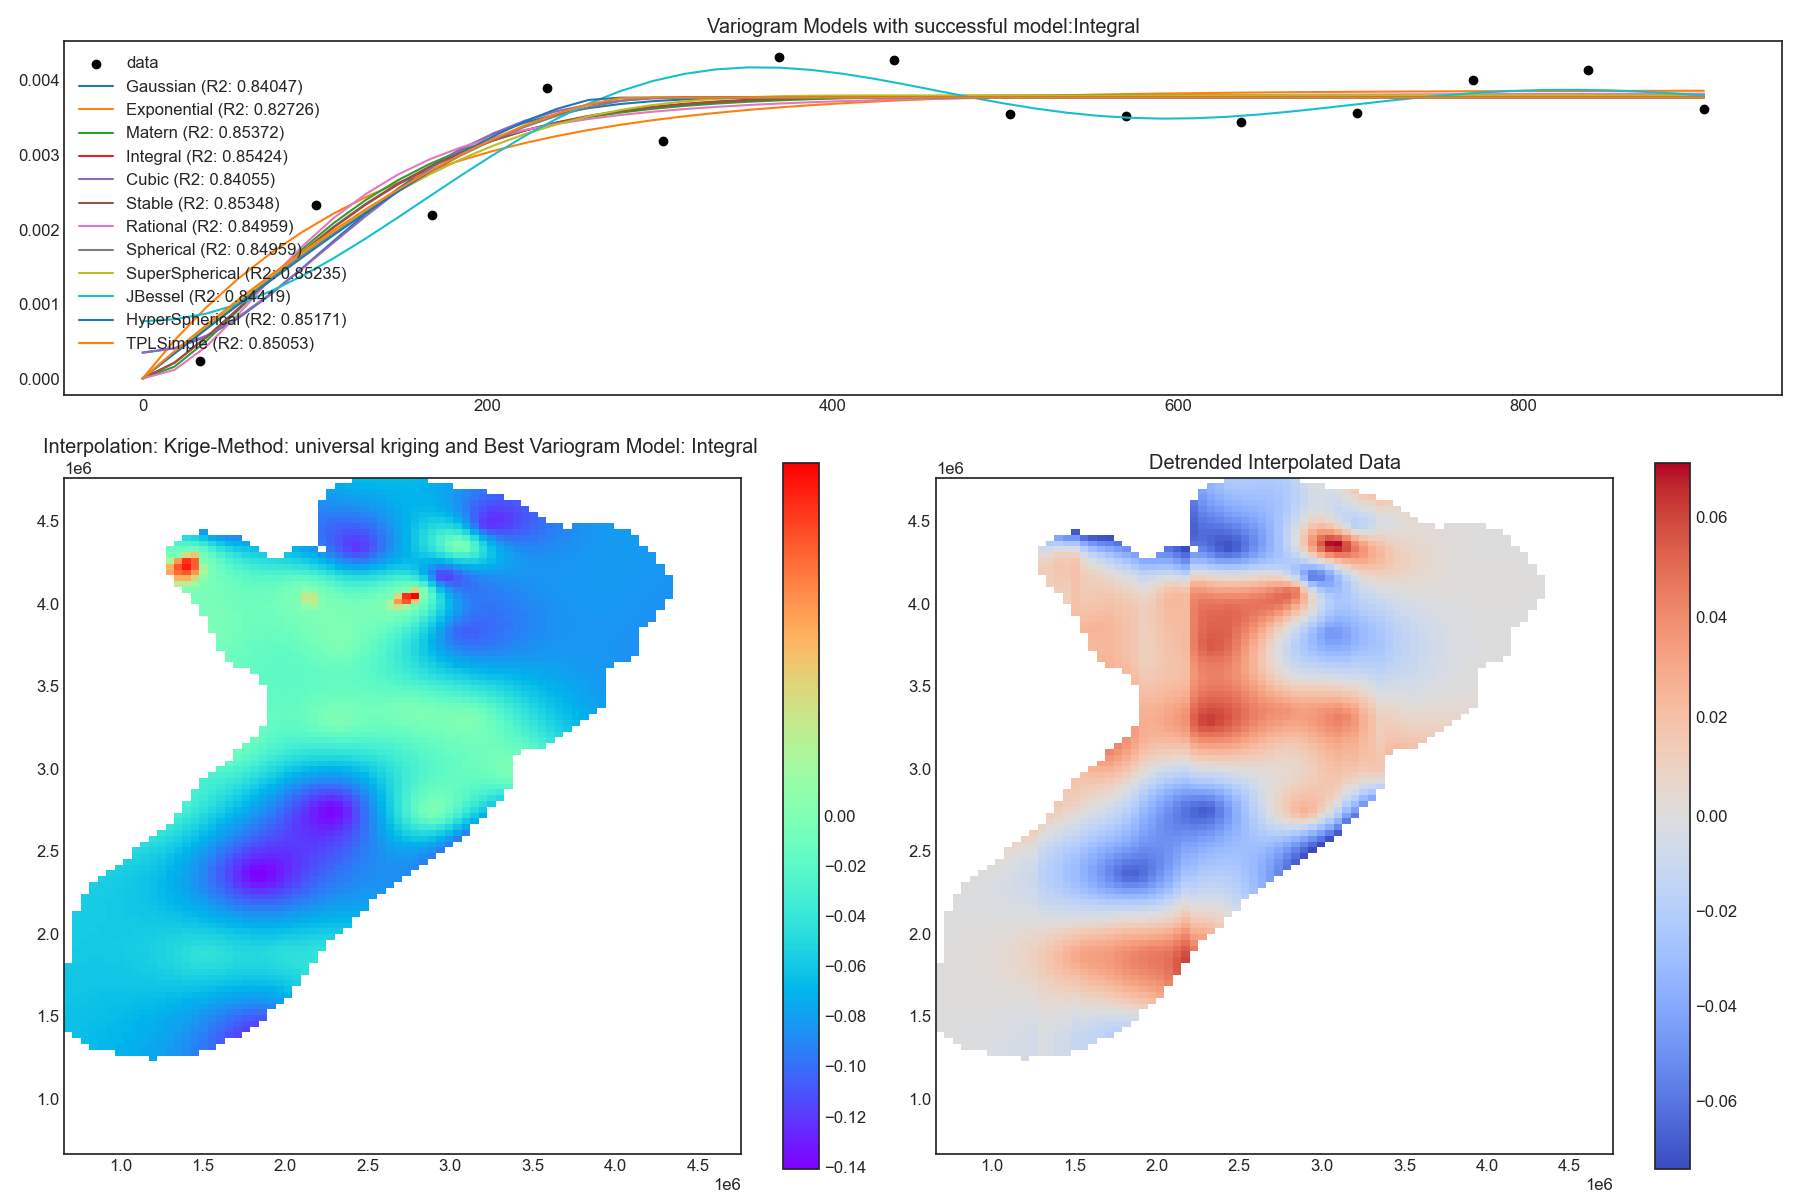 Variogram Models with successful model:Integral
data
Gaussian (R2: 0.84047)
Exponential (R2: 0.82726)
Matern (R2: 0.85372)
Integral (R2: 0.85424)
Cubic (R2: 0.84055)
Stable (R2: 0.85348)
Rational (R2: 0.84959)
Spherical (R2: 0.84959)
SuperSpherical (R2: 0.85235)
JBessel (R2: 0.84419)
HyperSpherical (R2: 0.85171)
TPLSimple (R2: 0.85053)
0.004
0.003
0.002
0.001
0.000
0 200 400 600 800
Interpolation: Krige-Method: universal kriging and Best Variogram Model: Integral
1e6
4.5
4.0
3.5
3.0
2.5
2.0
1.5
1.0
1.0 1.5 2.0 2.5 3.0 3.5 4.0 4.5
1e6
0.00
−0.02
−0.04
−0.06
−0.08
−0.10
−0.12
−0.14
Detrended Interpolated Data
1e6
4.5
4.0
3.5
3.0
2.5
2.0
1.5
1.0
1.0 1.5 2.0 2.5 3.0 3.5 4.0 4.5
1e6
0.06
0.04
0.02
0.00
−0.02
−0.04
−0.06